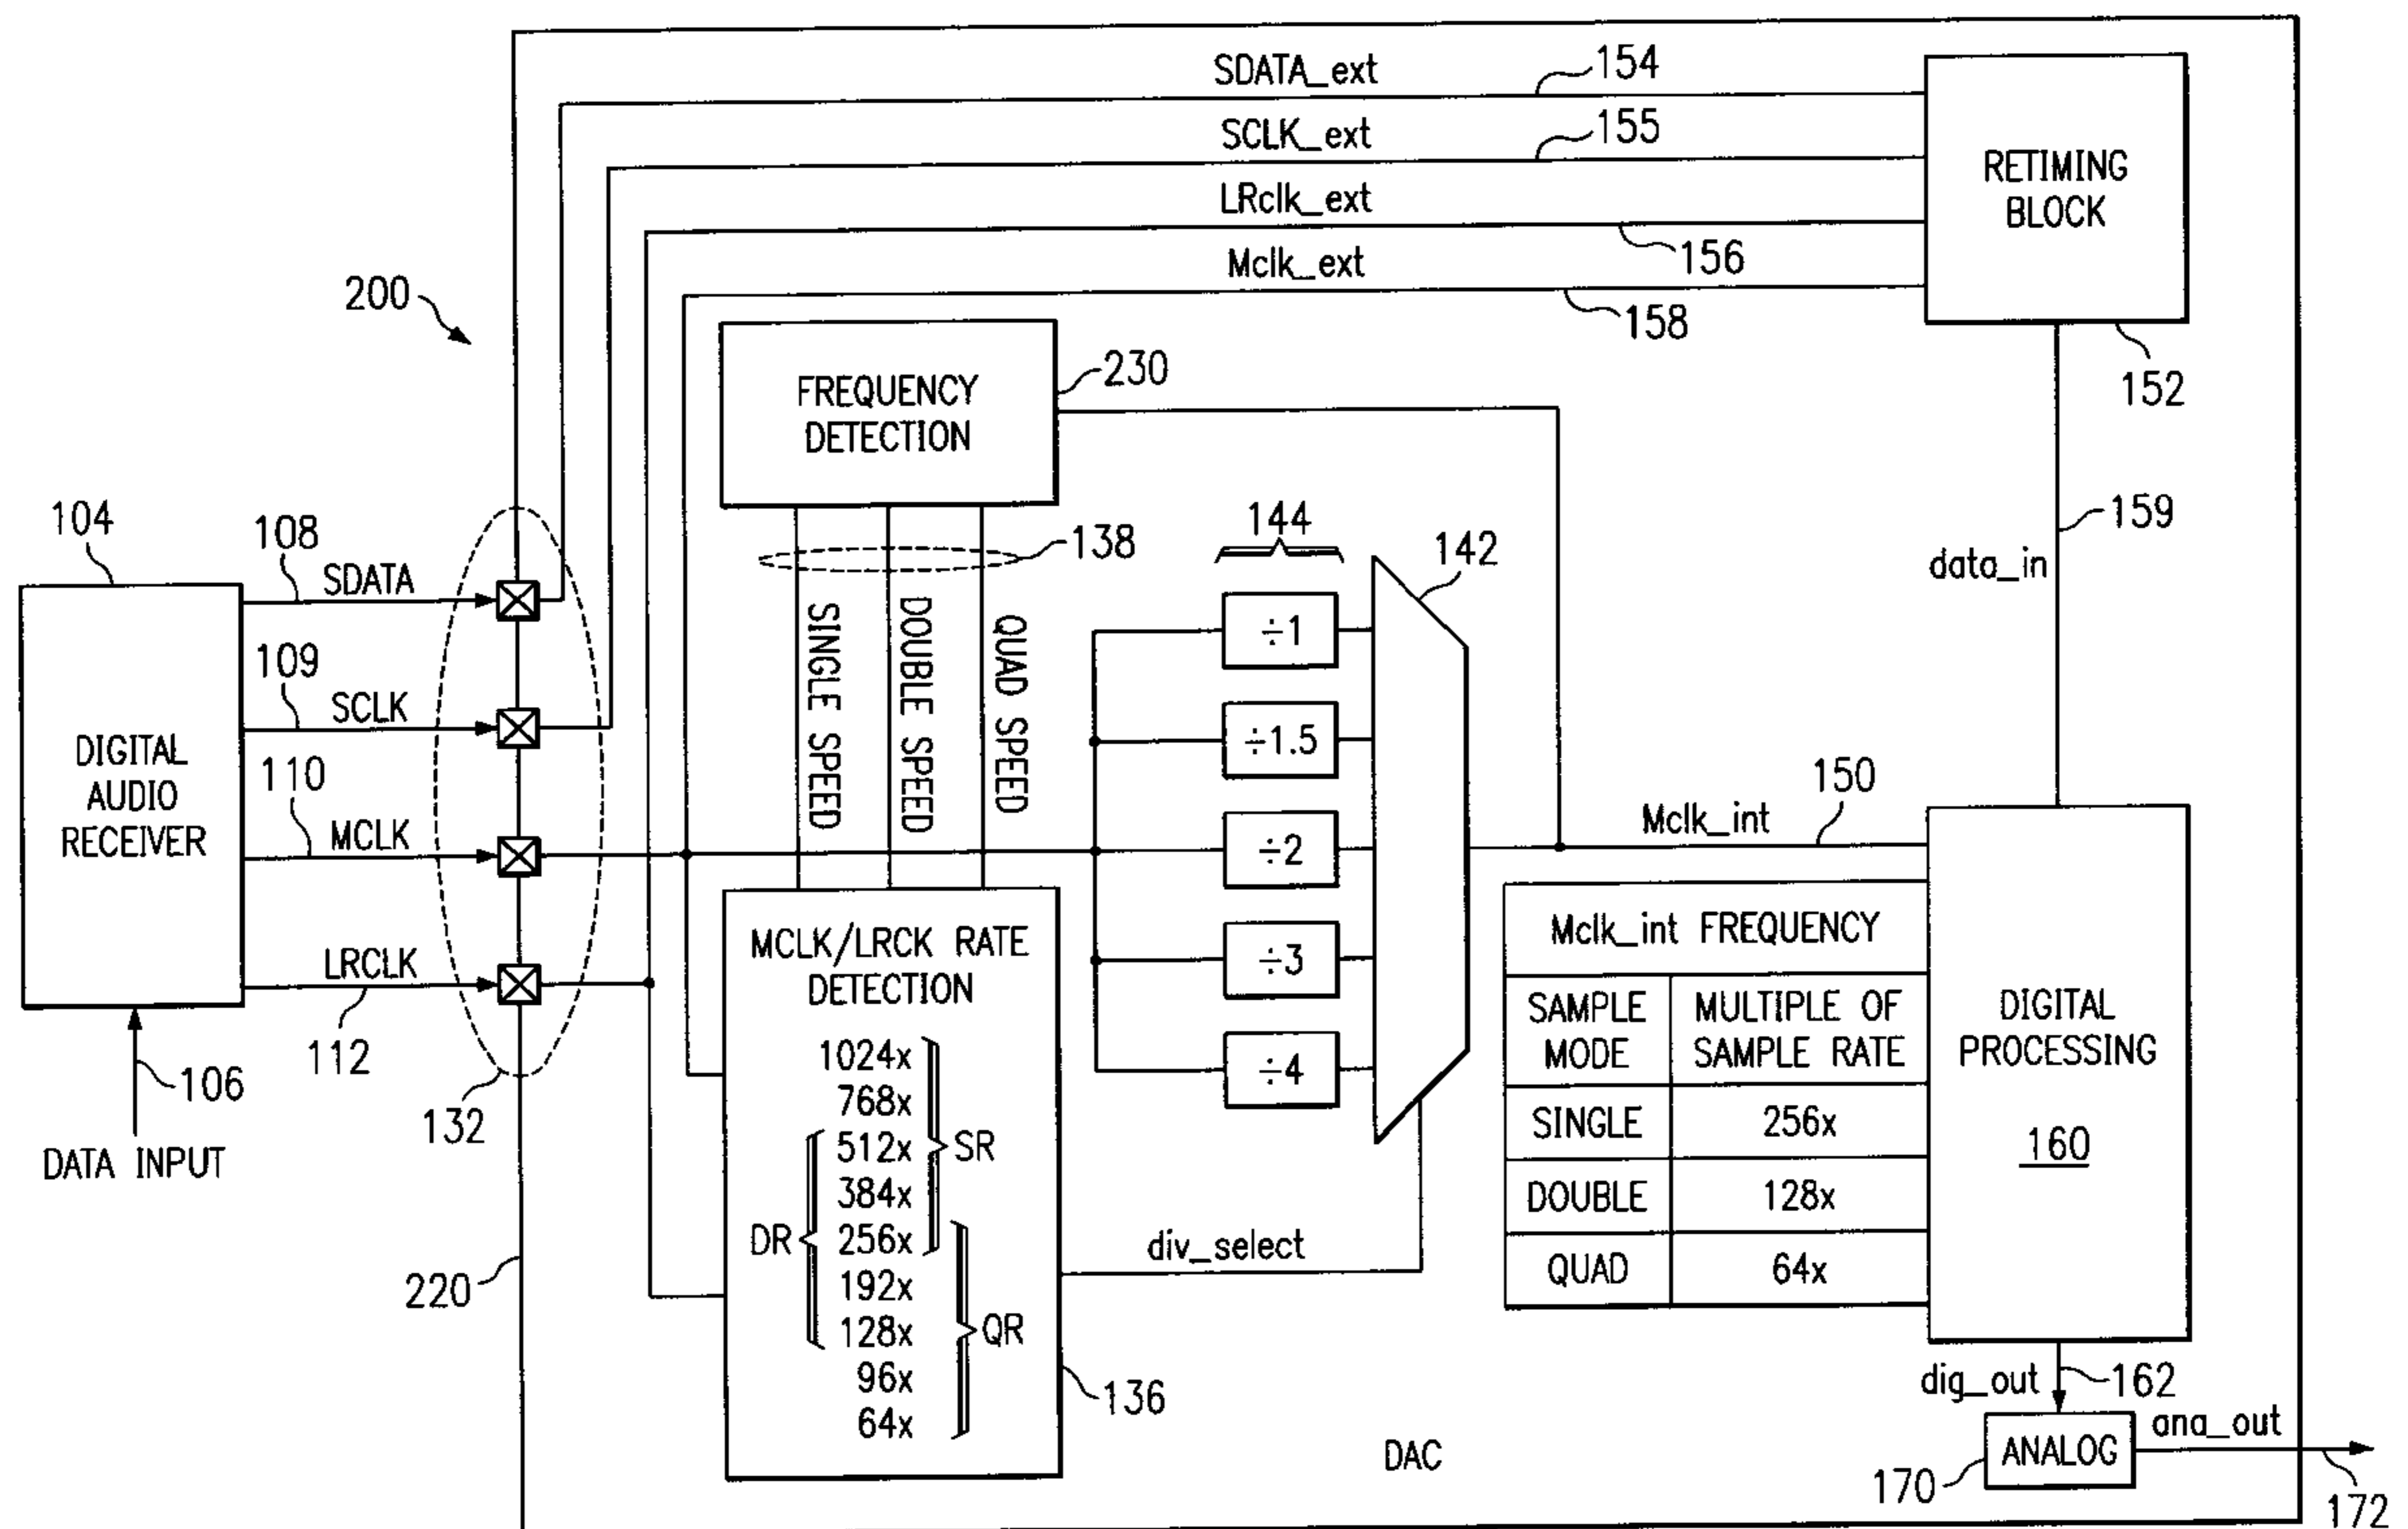 SDATA_ext
154
SCLK_ext
155
LRclk_ext
156
Mclk_ext
158
RETIMING
BLOCK
152
200
FREQUENCY
DETECTION
230
138
SINGLE SPEED
DOUBLE SPEED
QUAD SPEED
144
142
159
data_in
104
108
SDATA
109
SCLK
110
MCLK
LRCLK
112
DIGITAL
AUDIO
RECEIVER
106
DATA INPUT
132
220
÷1
÷1.5
÷2
÷3
÷4
MCLK/LRCK RATE
DETECTION
1024x
768x
512x
384x
256x
192x
128x
96x
64x
SR
DR
QR
136
div_select
150
Mclk_int
Mclk_int FREQUENCY
SAMPLE
MODE
MULTIPLE OF
SAMPLE RATE
SINGLE
256x
DOUBLE
128x
QUAD
64x
DIGITAL
PROCESSING
160
dig_out
162
ANALOG
170
ana_out
172
DAC